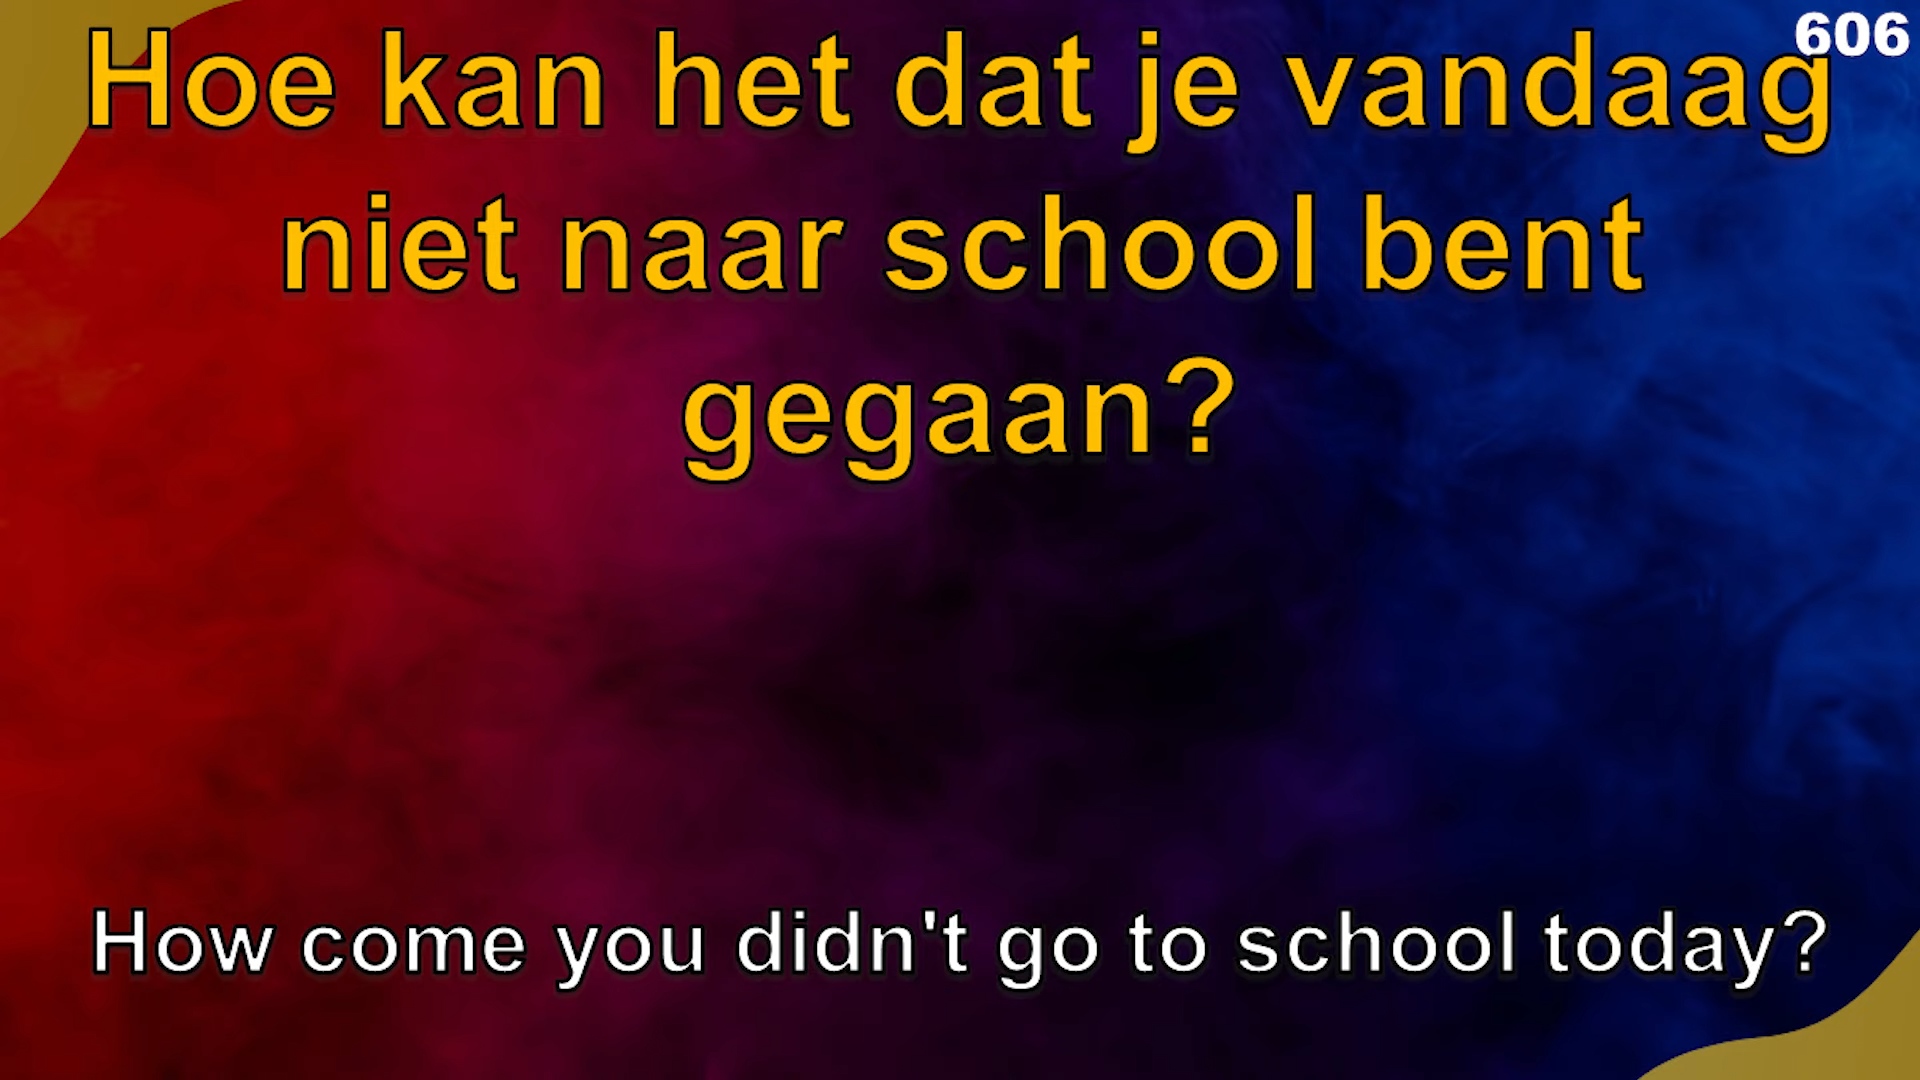 606
Hoe kan het dat je vandaag
niet naar school bent
gegaan?
How come you didn't go to school today?